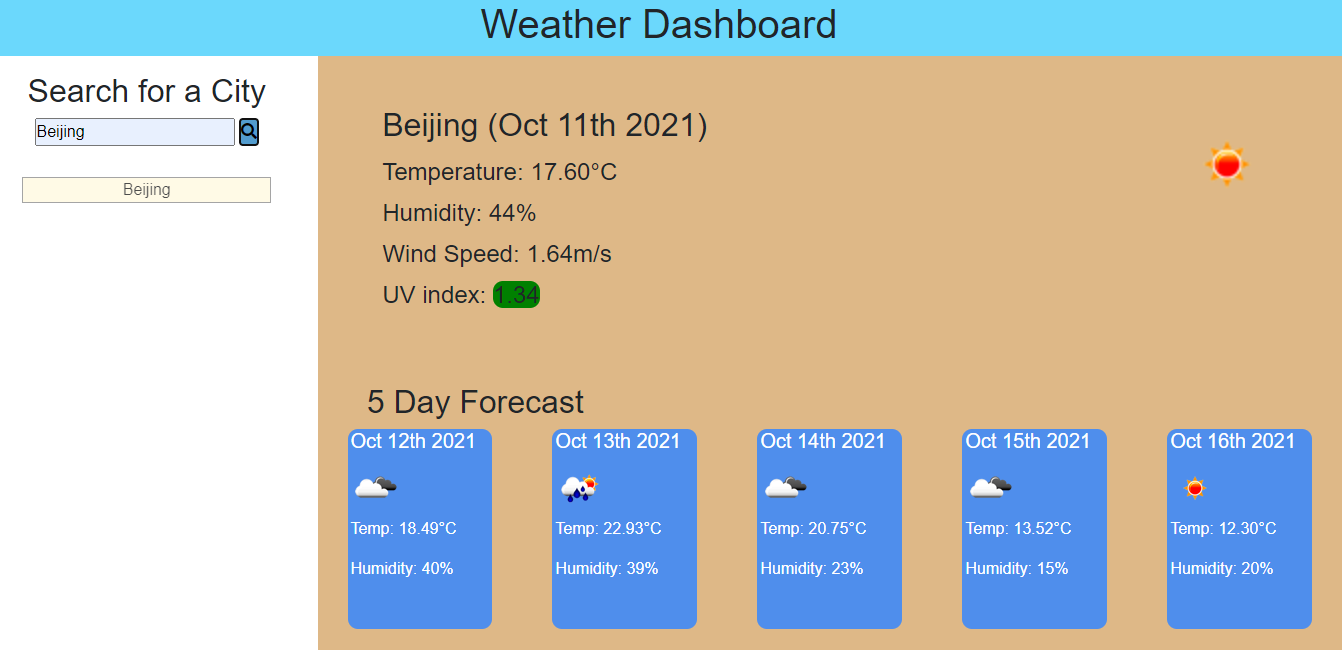 Weather Dashboard
Search for a City
Beijing
Beijing
Beijing (Oct 11th 2021)
Temperature: 17.60°C
Humidity: 44%
Wind Speed: 1.64m/s
UV index: 1.34
5 Day Forecast
Oct 12th 2021
Temp: 18.49°C
Humidity: 40%
Oct 13th 2021
Temp: 22.93°C
Humidity: 39%
Oct 14th 2021
Temp: 20.75°C
Humidity: 23%
Oct 15th 2021
Temp: 13.52°C
Humidity: 15%
Oct 16th 2021
Temp: 12.30°C
Humidity: 20%